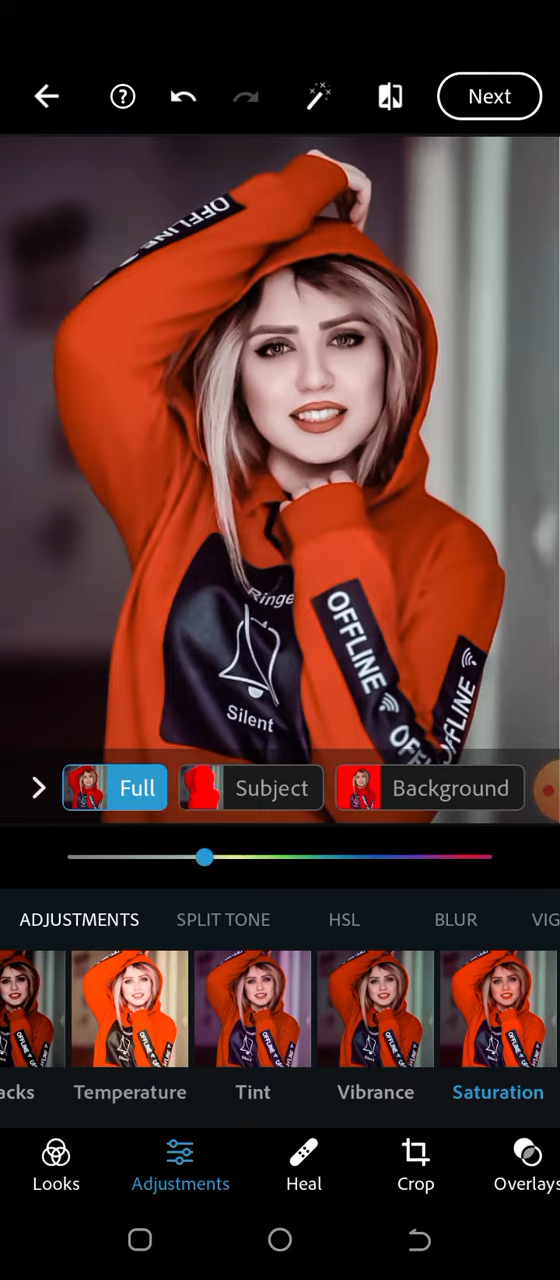 Next
OFFLINE
Ringe
Silent
OFFLINE
OFF
OFFLINE
Full
Subject
Background
ADJUSTMENTS
SPLIT TONE
HSL
BLUR
VIG
acks
Temperature
Tint
Vibrance
Saturation
Looks
Adjustments
Heal
Crop
Overlays